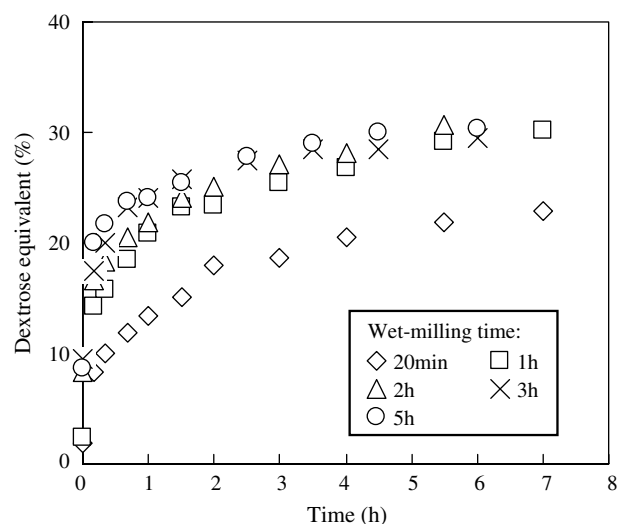 40
30
20
10
0
Dextrose equivalent (%)
Wet-milling time:
20min 1h
2h 3h
5h
0 1 2 3 4 5 6 7 8
Time (h)